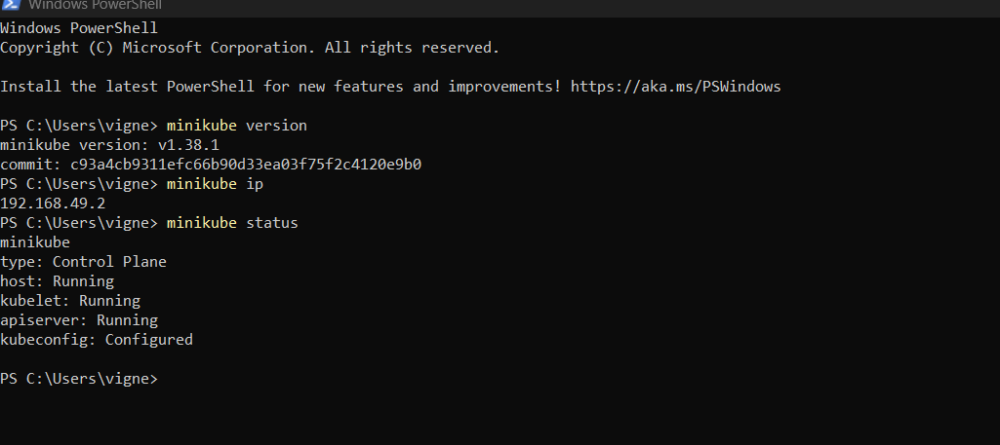 Windows PowerShell
Windows PowerShell
Copyright (C) Microsoft Corporation. All rights reserved.
Install the latest PowerShell for new features and improvements! https://aka.ms/PSWindows
PS C:\Users\vigne> minikube version
minikube version: v1.38.1
commit: c93a4cb9311efc66b90d33ea03f75f2c4120e9b0
PS C:\Users\vigne> minikube ip
192.168.49.2
PS C:\Users\vigne> minikube status
minikube
type: Control Plane
host: Running
kubelet: Running
apiserver: Running
kubeconfig: Configured
PS C:\Users\vigne>